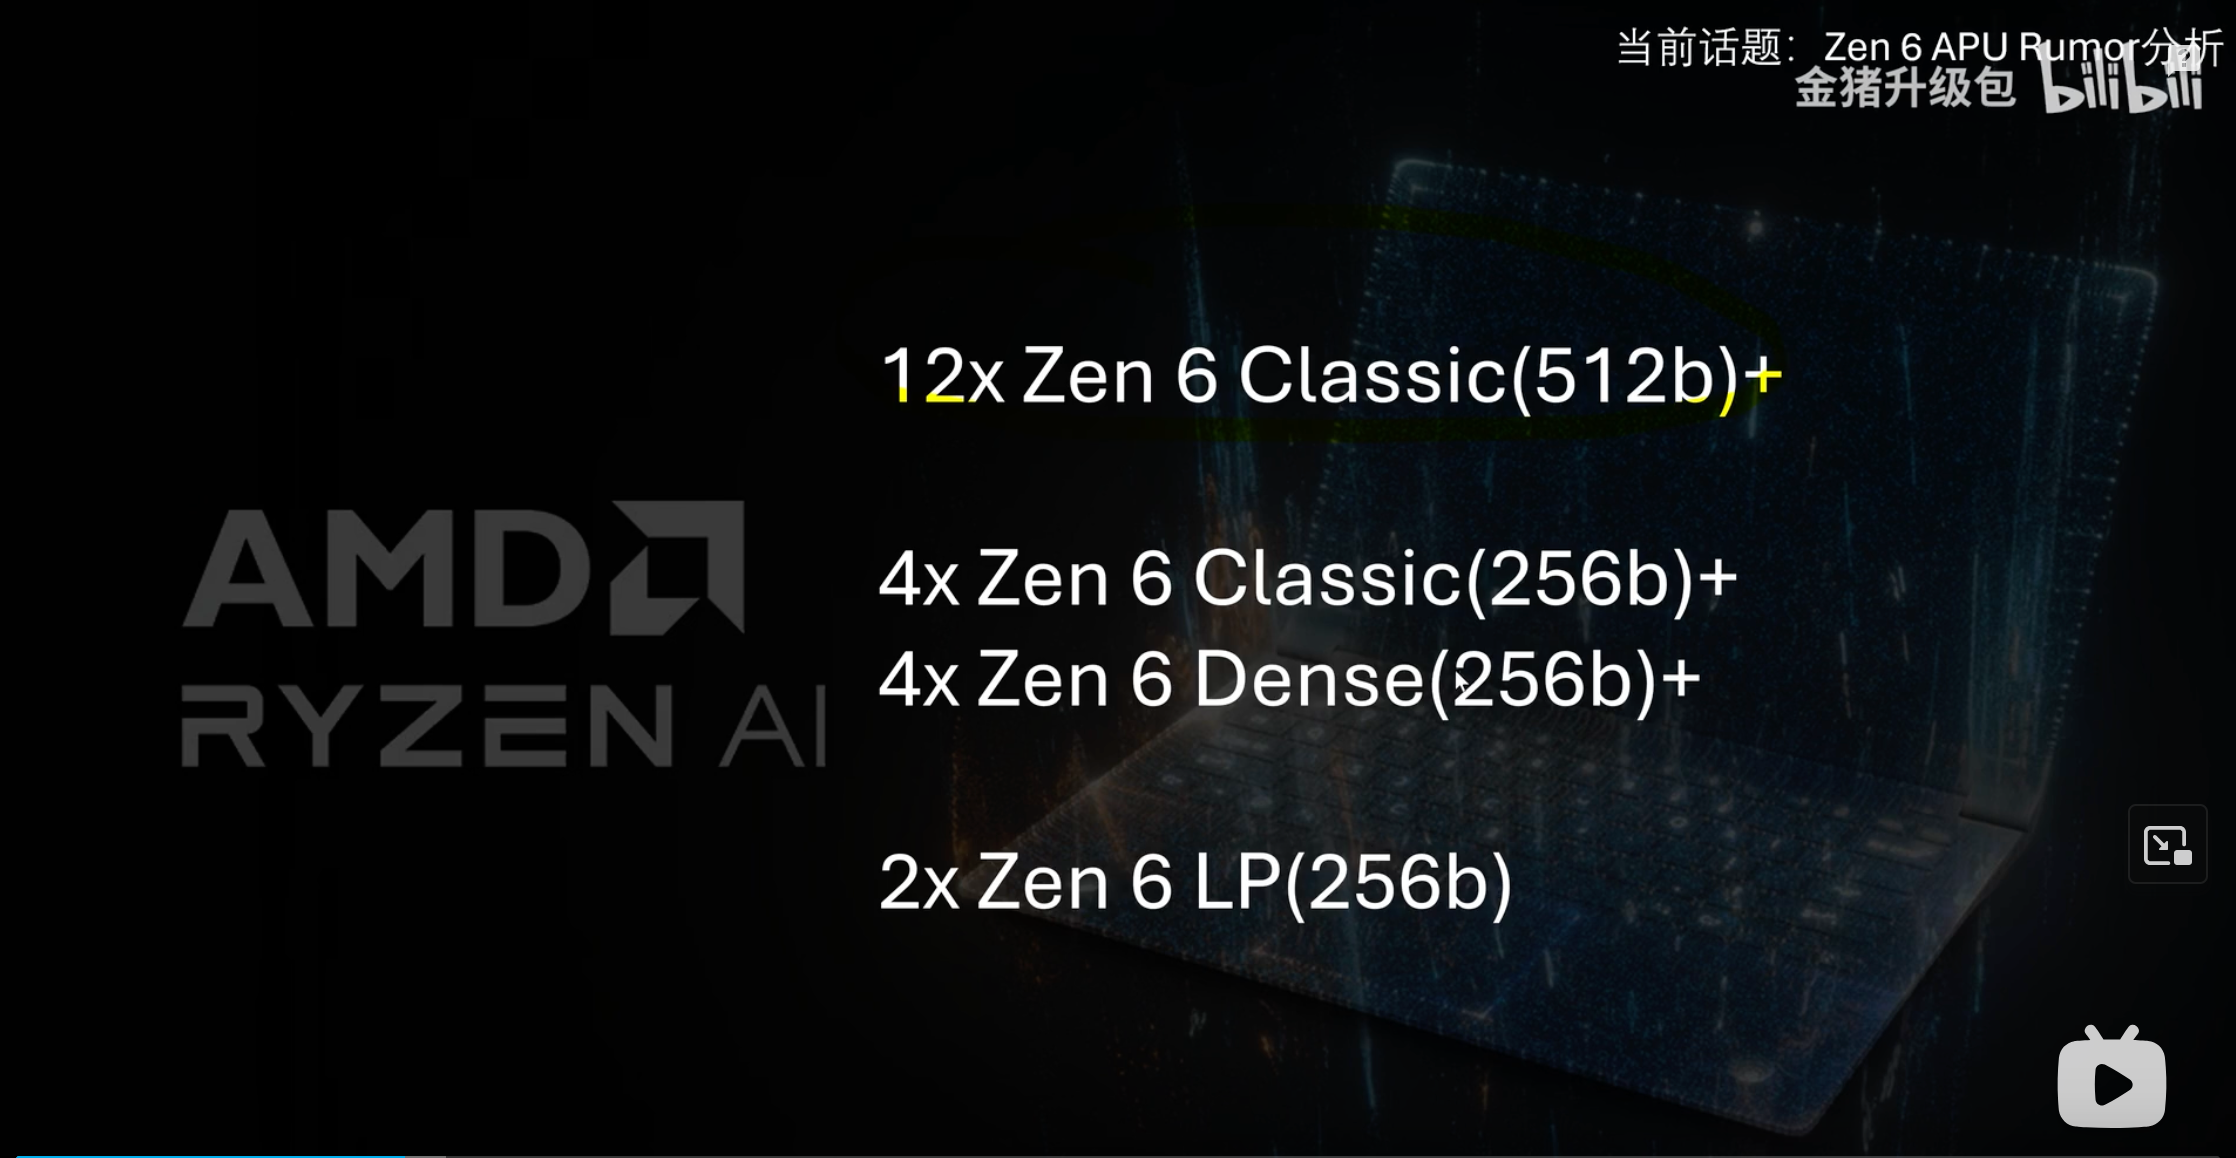 当前话题：Zen 6 APU Rumor分析
金猪升级包 bilibili
12x Zen 6 Classic(512b)+
4x Zen 6 Classic(256b)+
4x Zen 6 Dense(256b)+
2x Zen 6 LP(256b)
AMD
RYZEN AI